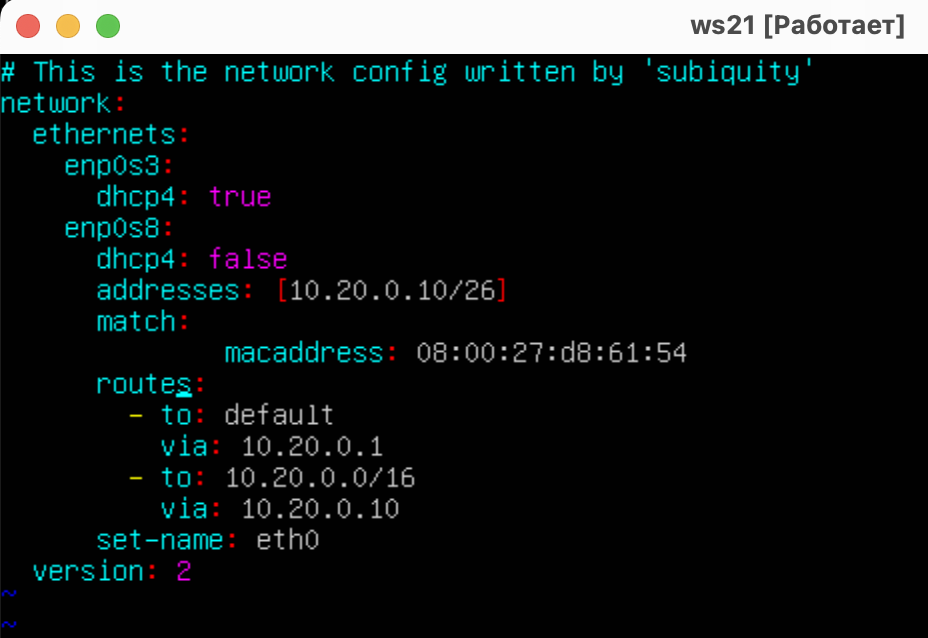 ws21 [Работает]
# This is the network config written by 'subiquity'
network:
  ethernets:
    enp0s3:
      dhcp4: true
    enp0s8:
      dhcp4: false
      addresses: [10.20.0.10/26]
      match:
              macaddress: 08:00:27:d8:61:54
      routes:
        - to: default
          via: 10.20.0.1
        - to: 10.20.0.0/16
          via: 10.20.0.10
      set-name: eth0
  version: 2
~
~